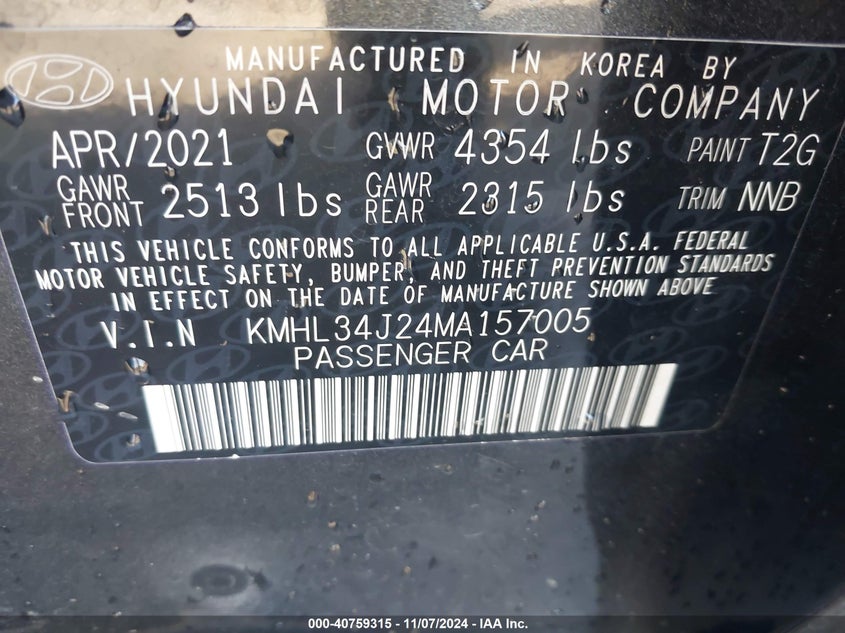 MANUFACTURED IN KOREA BY
HYUNDAI MOTOR COMPANY
APR/2021 GVWR 4354 lbs PAINT T2G
GAWR FRONT 2513 lbs GAWR REAR 2315 lbs TRIM NNB
THIS VEHICLE CONFORMS TO ALL APPLICABLE U.S.A. FEDERAL
MOTOR VEHICLE SAFETY, BUMPER, AND THEFT PREVENTION STANDARDS
IN EFFECT ON THE DATE OF MANUFACTURE SHOWN ABOVE
V.I.N KMHL34J24MA157005
PASSENGER CAR
000-40759315 - 11/07/2024 - IAA Inc.